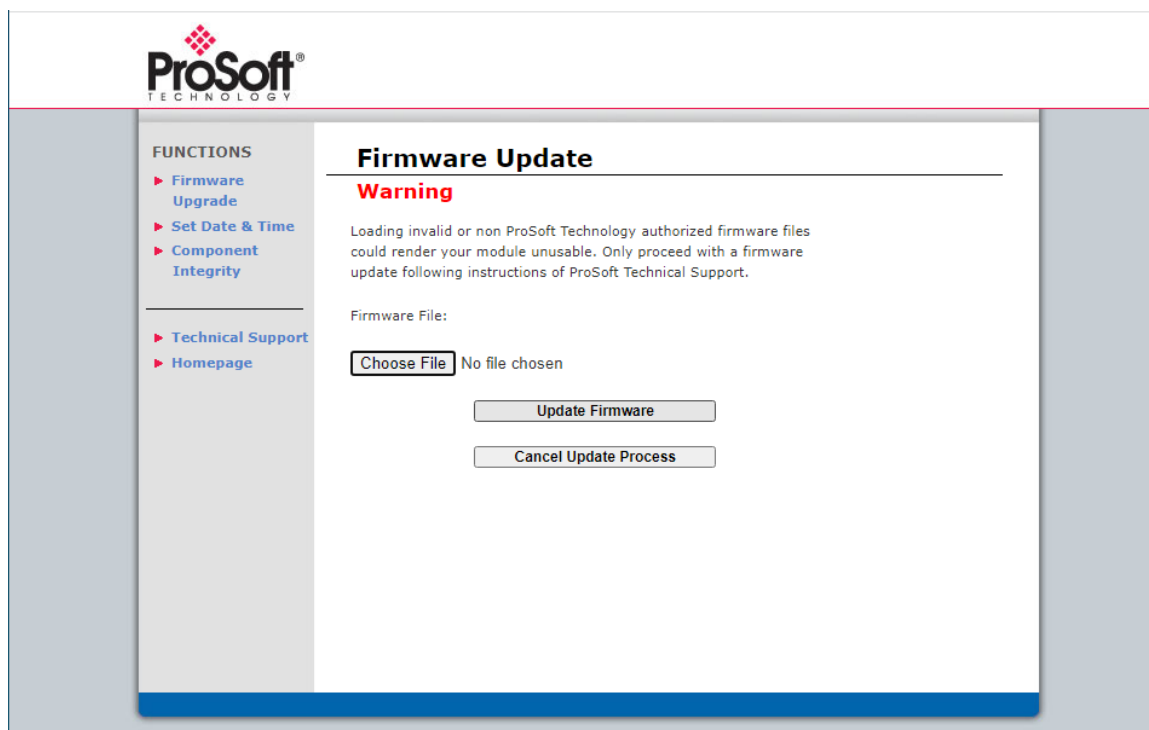 ProSoft®
TECHNOLOGY
FUNCTIONS
Firmware
Upgrade
Set Date & Time
Component
Integrity
Technical Support
Homepage
Firmware Update
Warning
Loading invalid or non ProSoft Technology authorized firmware files
could render your module unusable. Only proceed with a firmware
update following instructions of ProSoft Technical Support.
Firmware File:
Choose File No file chosen
Update Firmware
Cancel Update Process